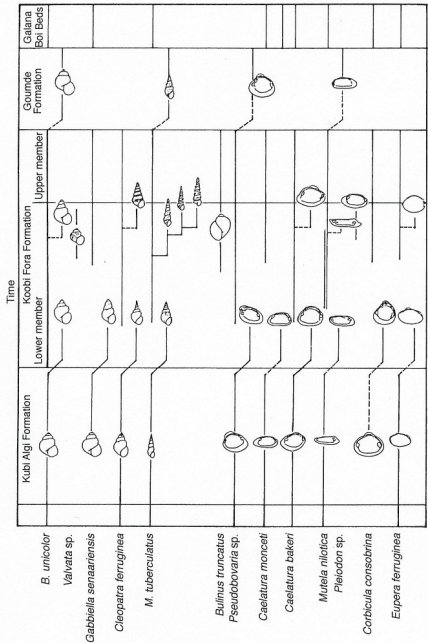 Time
Kubi Algi Formation
Koobi Fora Formation
Lower member
Upper member
Goumde
Formation
Galana
Boi Beds
B. unicolor
Valvata sp.
Gabbiella senaariensis
Cleopatra ferruginea
M. tuberculatus
Bulinus truncatus
Pseudobovaria sp.
Caelatura monceti
Caelatura bakeri
Mutela nilotica
Pleiodon sp.
Corbicula consobrina
Eupera ferruginea